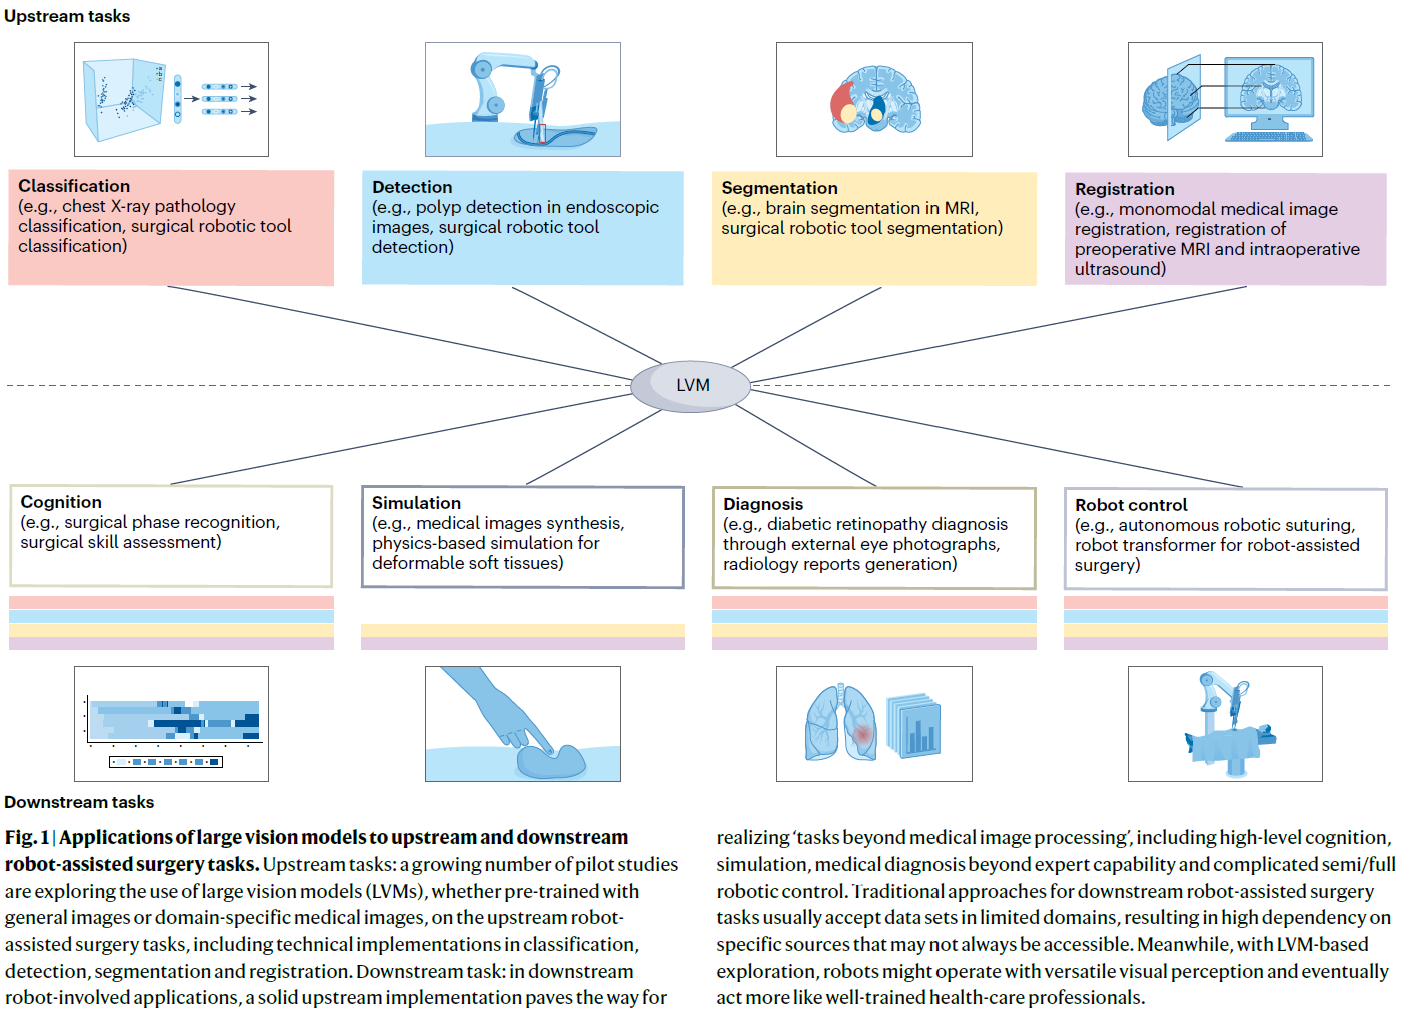 Upstream tasks
Classification
(e.g., chest X-ray pathology
classification, surgical robotic tool
classification)
Detection
(e.g., polyp detection in endoscopic
images, surgical robotic tool
detection)
Segmentation
(e.g., brain segmentation in MRI,
surgical robotic tool segmentation)
Registration
(e.g., monomodal medical image
registration, registration of
preoperative MRI and intraoperative
ultrasound)
LVM
Cognition
(e.g., surgical phase recognition,
surgical skill assessment)
Simulation
(e.g., medical images synthesis,
physics-based simulation for
deformable soft tissues)
Diagnosis
(e.g., diabetic retinopathy diagnosis
through external eye photographs,
radiology reports generation)
Robot control
(e.g., autonomous robotic suturing,
robot transformer for robot-assisted
surgery)
Downstream tasks
Fig. 1 | Applications of large vision models to upstream and downstream
robot-assisted surgery tasks. Upstream tasks: a growing number of pilot studies
are exploring the use of large vision models (LVMs), whether pre-trained with
general images or domain-specific medical images, on the upstream robot-
assisted surgery tasks, including technical implementations in classification,
detection, segmentation and registration. Downstream task: in downstream
robot-involved applications, a solid upstream implementation paves the way for
realizing ‘tasks beyond medical image processing’, including high-level cognition,
simulation, medical diagnosis beyond expert capability and complicated semi/full
robotic control. Traditional approaches for downstream robot-assisted surgery
tasks usually accept data sets in limited domains, resulting in high dependency on
specific sources that may not always be accessible. Meanwhile, with LVM-based
exploration, robots might operate with versatile visual perception and eventually
act more like well-trained health-care professionals.